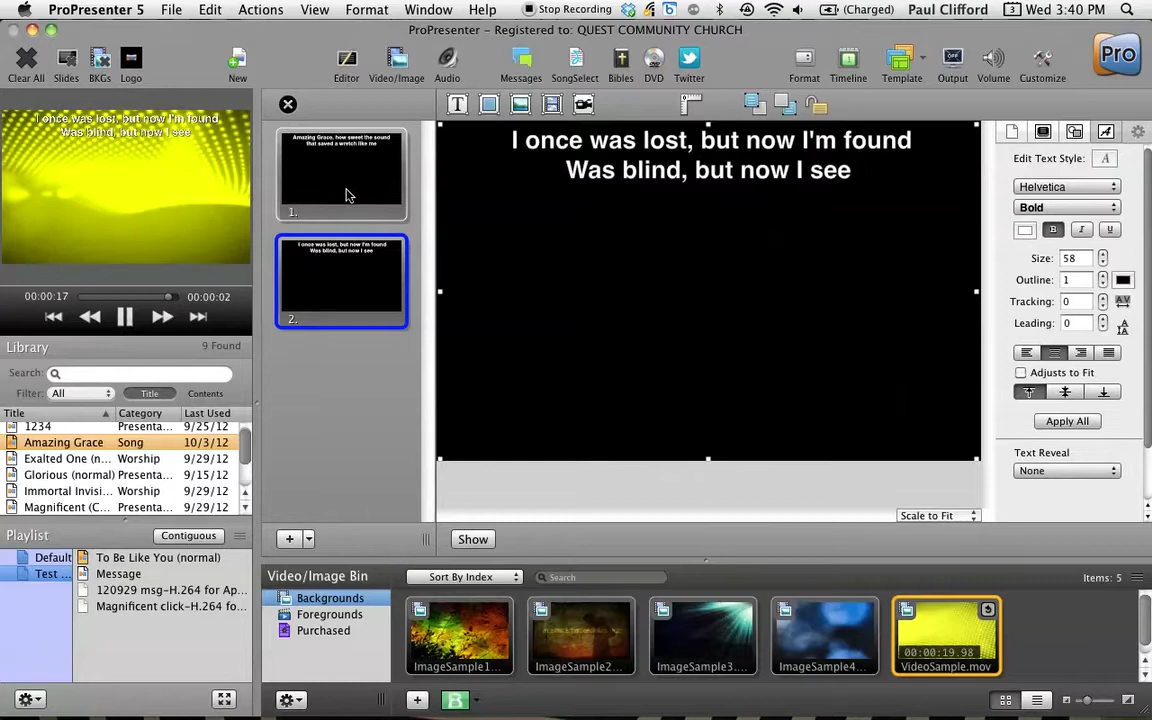 ProPresenter 5 File Edit Actions View Format Window Help Stop Recording (Charged) Paul Clifford 3 Wed 3:40 PM
ProPresenter - Registered to: QUEST COMMUNITY CHURCH
Clear All Slides BKGs Logo New Editor Video/Image Audio Messages SongSelect Bibles DVD Twitter Format Timeline Template Output Volume Customize
Pro
I once was lost, but now I'm found
Was blind, but now I see
00:00:17 00:00:02
Library 9 Found
Search:
Filter: All Title Contents
Title Category Last Used
1234 Presenta... 9/25/12
Amazing Grace Song 10/3/12
Exalted One (n... Worship 9/29/12
Glorious (normal) Presenta... 9/15/12
Immortal Invisi... Worship 9/29/12
Magnificent (C... Presenta... 9/29/12
Playlist Contiguous
Default
Test ...
To Be Like You (normal)
Message
120929 msg-H.264 for Ap...
Magnificent click-H.264 fo...
Amazing Grace, how sweet the sound
that saved a wretch like me
1.
I once was lost, but now I'm found
Was blind, but now I see
2.
T
I once was lost, but now I'm found
Was blind, but now I see
Scale to Fit
Show
Edit Text Style: A
Helvetica
Bold
B I U
Size: 58
Outline: 1
Tracking: 0 AV
Leading: 0 A
IA
Adjusts to Fit
Apply All
Text Reveal
None
Video/Image Bin Sort By Index Search Items: 5
Backgrounds
Foregrounds
Purchased
ImageSample1... ImageSample2... ImageSample3.... ImageSample4...
00:00:19.98
VideoSample.mov
B